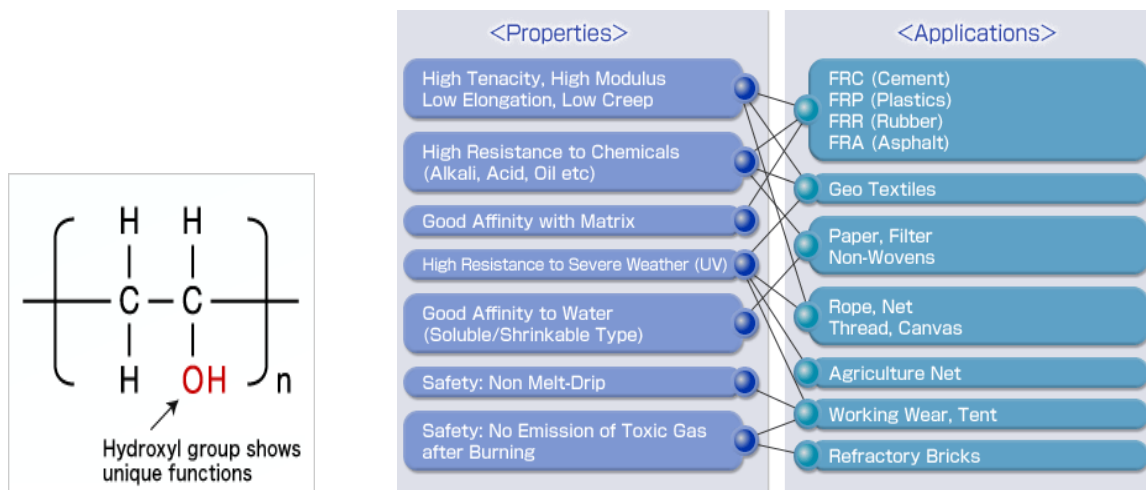 H H
C C
H OH n
Hydroxyl group shows
unique functions
<Properties>
High Tenacity, High Modulus
Low Elongation, Low Creep
High Resistance to Chemicals
(Alkali, Acid, Oil etc)
Good Affinity with Matrix
High Resistance to Severe Weather (UV)
Good Affinity to Water
(Soluble/Shrinkable Type)
Safety: Non Melt-Drip
Safety: No Emission of Toxic Gas
after Burning
<Applications>
FRC (Cement)
FRP (Plastics)
FRR (Rubber)
FRA (Asphalt)
Geo Textiles
Paper, Filter
Non-Wovens
Rope, Net
Thread, Canvas
Agriculture Net
Working Wear, Tent
Refractory Bricks